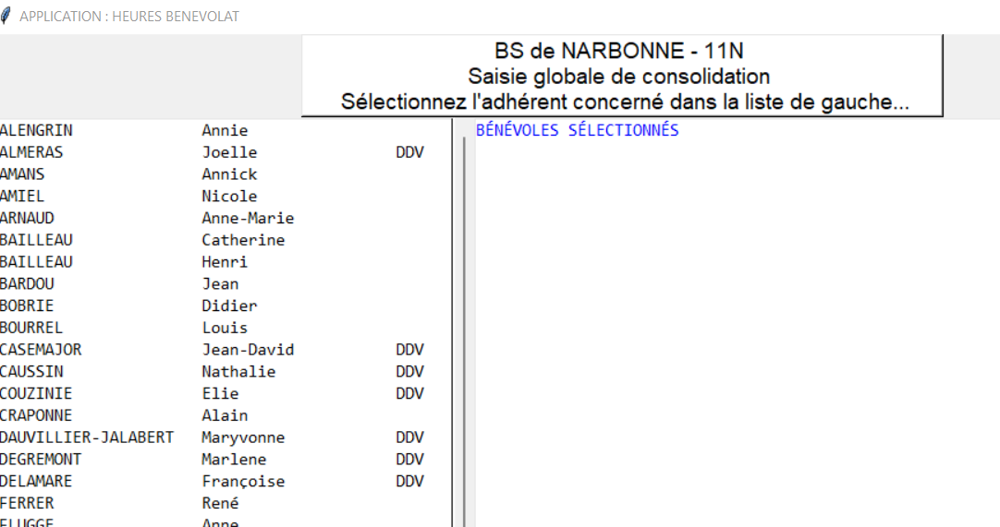 APPLICATION : HEURES BENEVOLAT
BS de NARBONNE - 11N
Saisie globale de consolidation
Sélectionnez l'adhérent concerné dans la liste de gauche...
ALENGRIN Annie
ALMERAS Joelle DDV
AMANS Annick
AMIEL Nicole
ARNAUD Anne-Marie
BAILLEAU Catherine
BAILLEAU Henri
BARDOU Jean
BOBRIE Didier
BOURREL Louis
CASEMAJOR Jean-David DDV
CAUSSIN Nathalie DDV
COUZINIE Elie DDV
CRAPONNE Alain
DAUVILLIER-JALABERT Maryvonne DDV
DEGREMONT Marlene DDV
DELAMARE Françoise DDV
FERRER René
FLUGGE Anne
BÉNÉVOLES SÉLECTIONNÉS